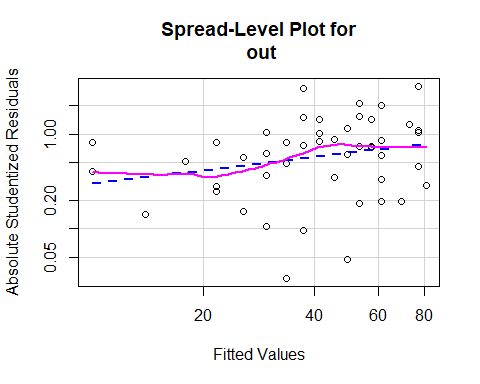 Spread-Level Plot for
out
Absolute Studentized Residuals
1.00
0.20
0.05
20
40
60
80
Fitted Values